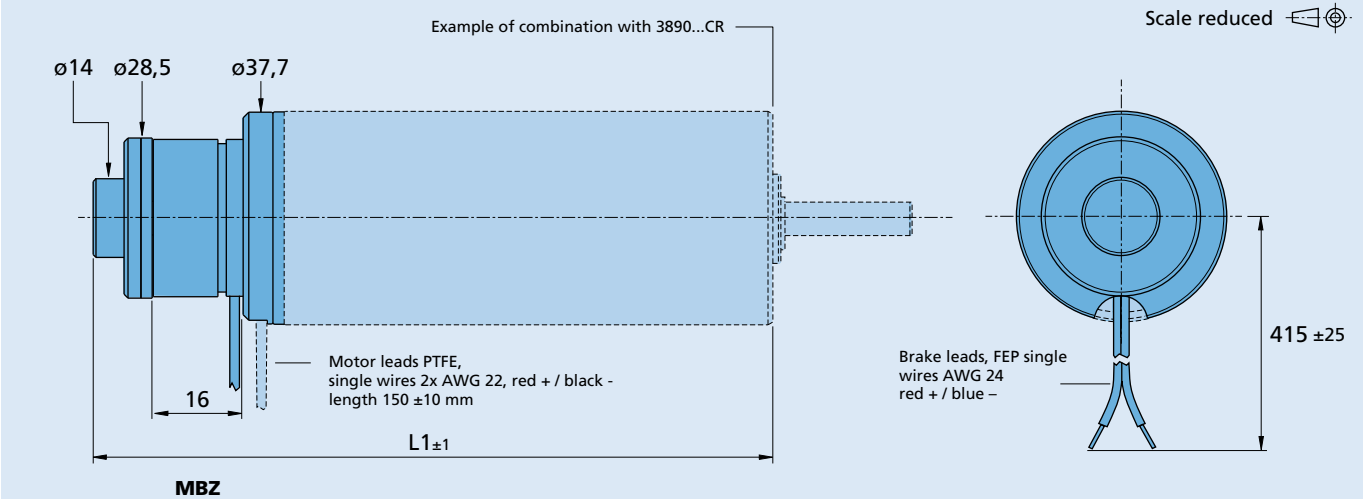 Example of combination with 3890...CR
Scale reduced
ø14
ø28,5
ø37,7
Motor leads PTFE,
single wires 2x AWG 22, red + / black -
length 150 ±10 mm
Brake leads, FEP single
wires AWG 24
red + / blue –
415 ±25
16
L1±1
MBZ